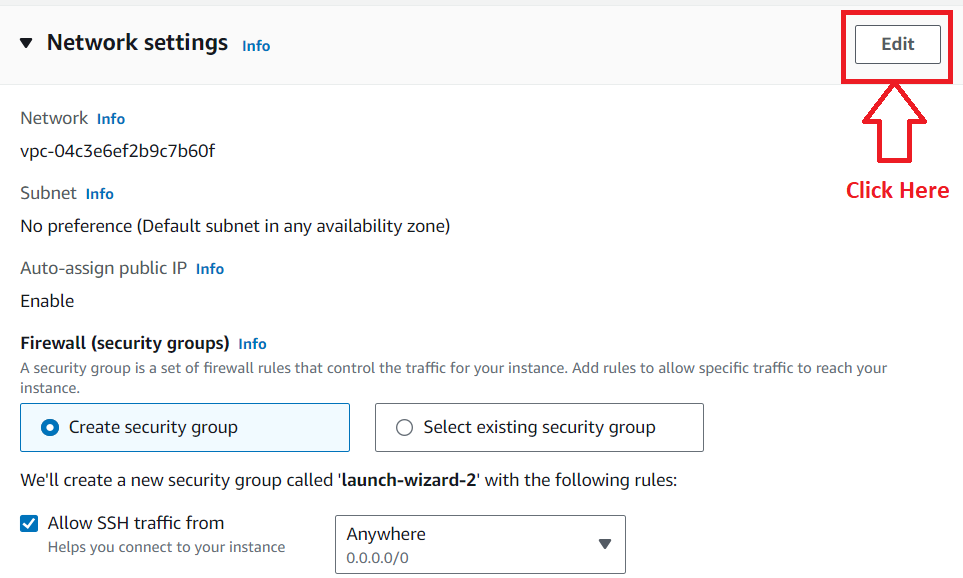 Network settings Info
Edit
Network Info
vpc-04c3e6ef2b9c7b60f
Click Here
Subnet Info
No preference (Default subnet in any availability zone)
Auto-assign public IP Info
Enable
Firewall (security groups) Info
A security group is a set of firewall rules that control the traffic for your instance. Add rules to allow specific traffic to reach your
instance.
Create security group
Select existing security group
We'll create a new security group called 'launch-wizard-2' with the following rules:
Allow SSH traffic from
Helps you connect to your instance
Anywhere
0.0.0.0/0